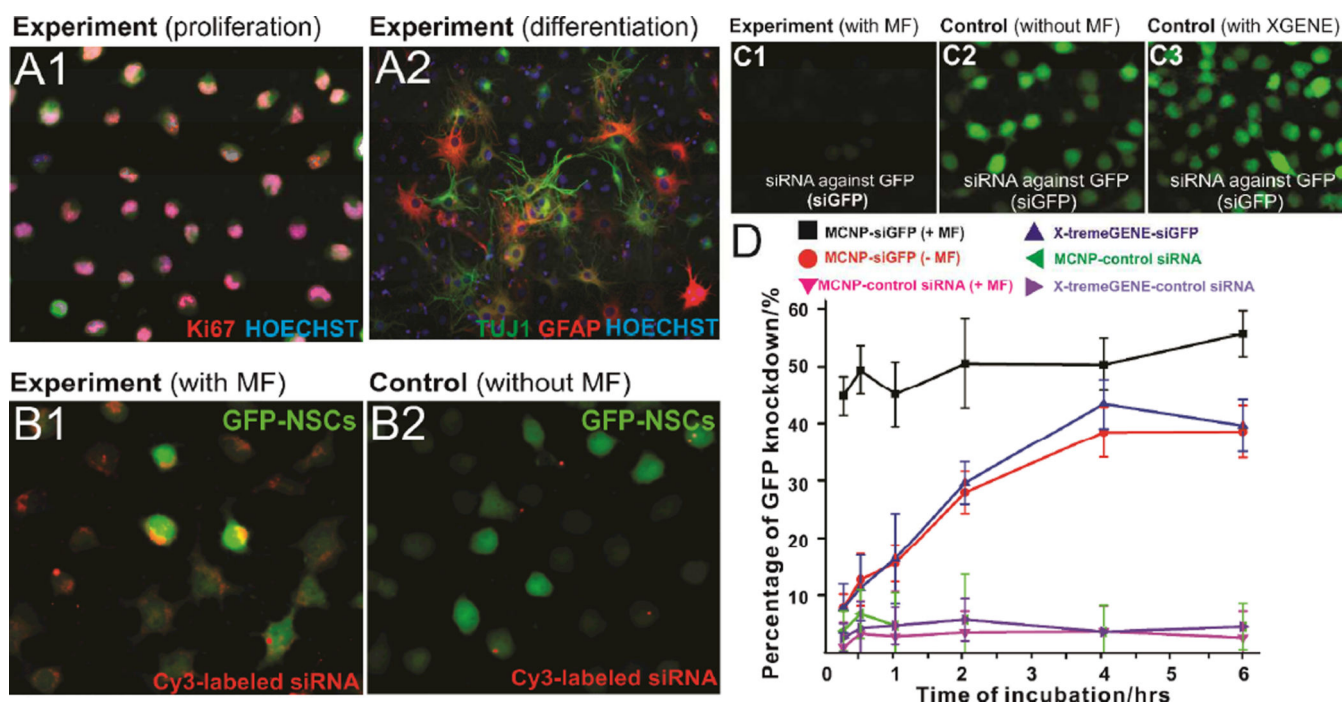 Experiment (proliferation)
A1
Ki67 HOECHST
Experiment (differentiation)
A2
TUJ1 GFAP HOECHST
Experiment (with MF)
B1
GFP-NSCs
Cy3-labeled siRNA
Control (without MF)
B2
GFP-NSCs
Cy3-labeled siRNA
Experiment (with MF)
C1
siRNA against GFP
(siGFP)
Control (without MF)
C2
siRNA against GFP
(siGFP)
Control (with XGENE)
C3
siRNA against GFP
(siGFP)
D
MCNP-siGFP (+ MF)
MCNP-siGFP (- MF)
MCNP-control siRNA (+ MF)
X-tremeGENE-siGFP
MCNP-control siRNA
X-tremeGENE-control siRNA
Percentage of GFP knockdown/%
60
50
40
30
20
10
0 1 2 4 6
Time of incubation/hrs